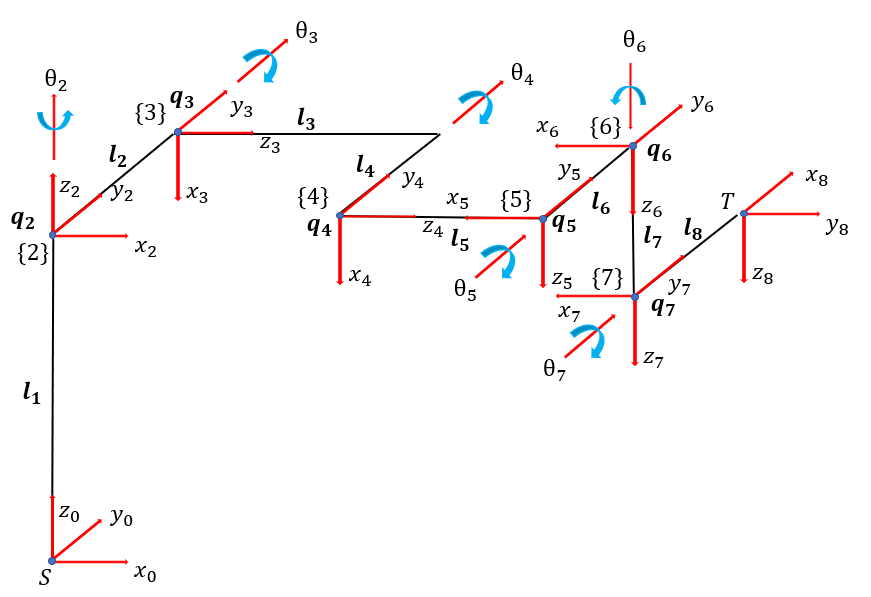 θ₃
θ₆
θ₂
q₃
{3}
y₃
θ₄
l₃
z₃
x₆
{6}
y₆
q₆
l₂
z₂
y₂
x₃
l₄
y₄
y₅
x₈
q₂
{2}
x₂
{4}
q₄
z₄
x₅
{5}
q₅
l₅
l₆
z₆
l₇
l₈
T
y₈
x₄
θ₅
z₅
{7}
y₇
z₈
x₇
q₇
θ₇
z₇
l₁
z₀
y₀
S
x₀